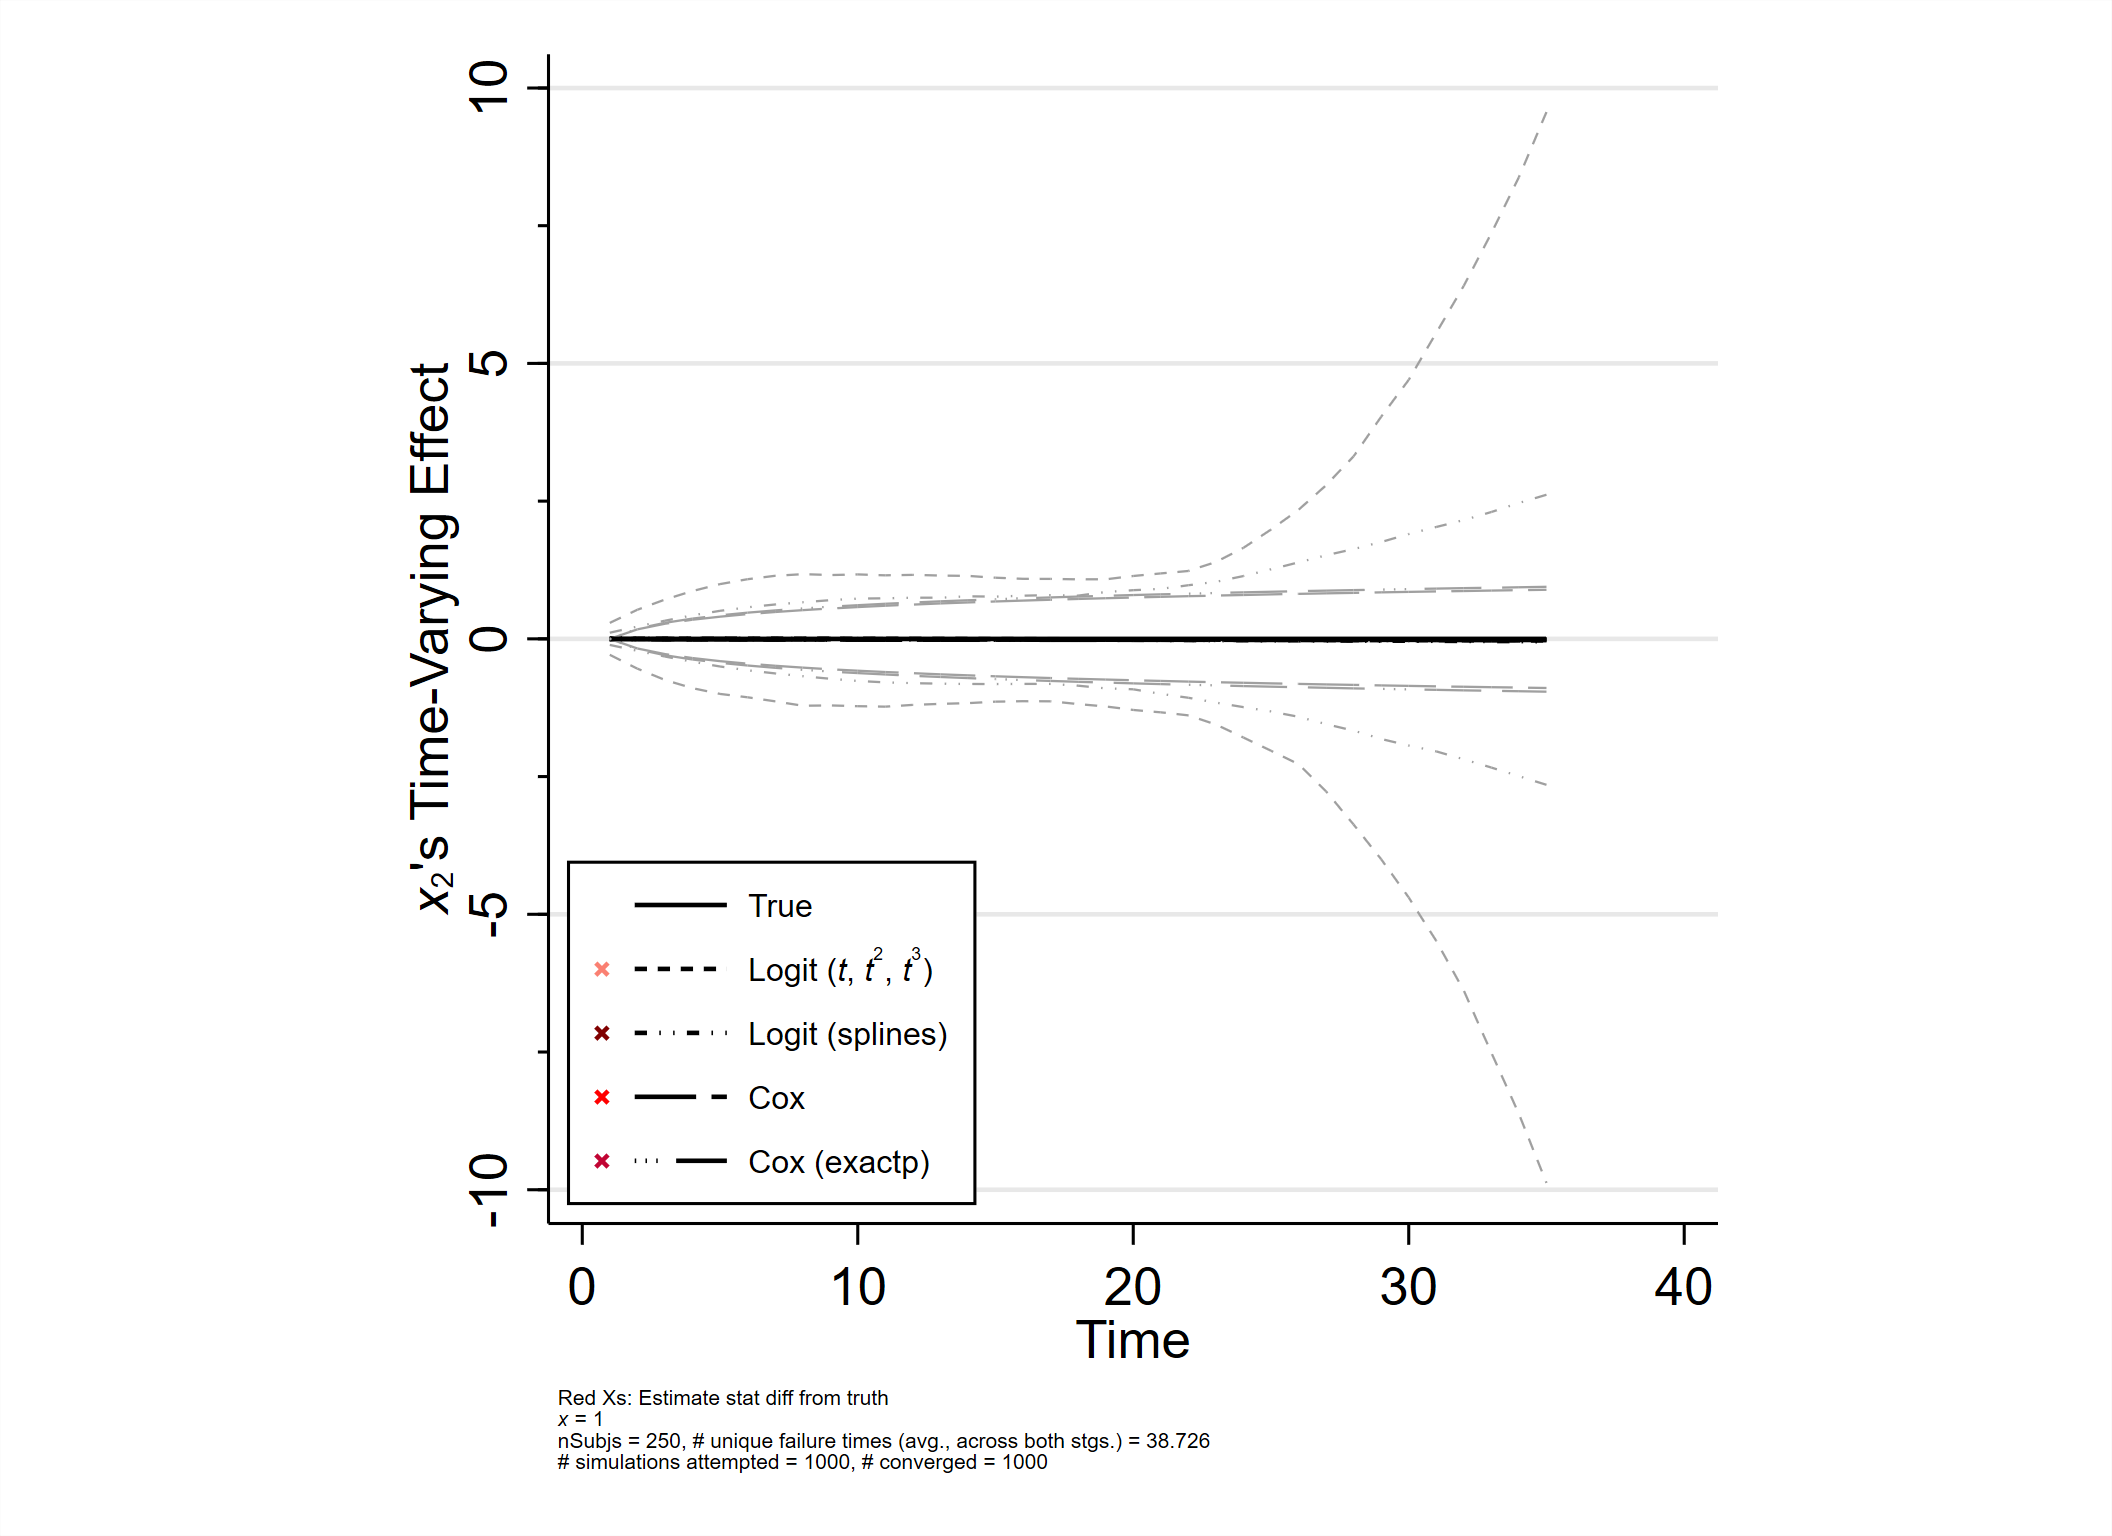 10
5
0
-5
-10
x₂'s Time-Varying Effect
True
Logit (t, t², t³)
Logit (splines)
Cox
Cox (exactp)
0 10 20 30 40
Time
Red Xs: Estimate stat diff from truth
x = 1
nSubjs = 250, # unique failure times (avg., across both stgs.) = 38.726
# simulations attempted = 1000, # converged = 1000